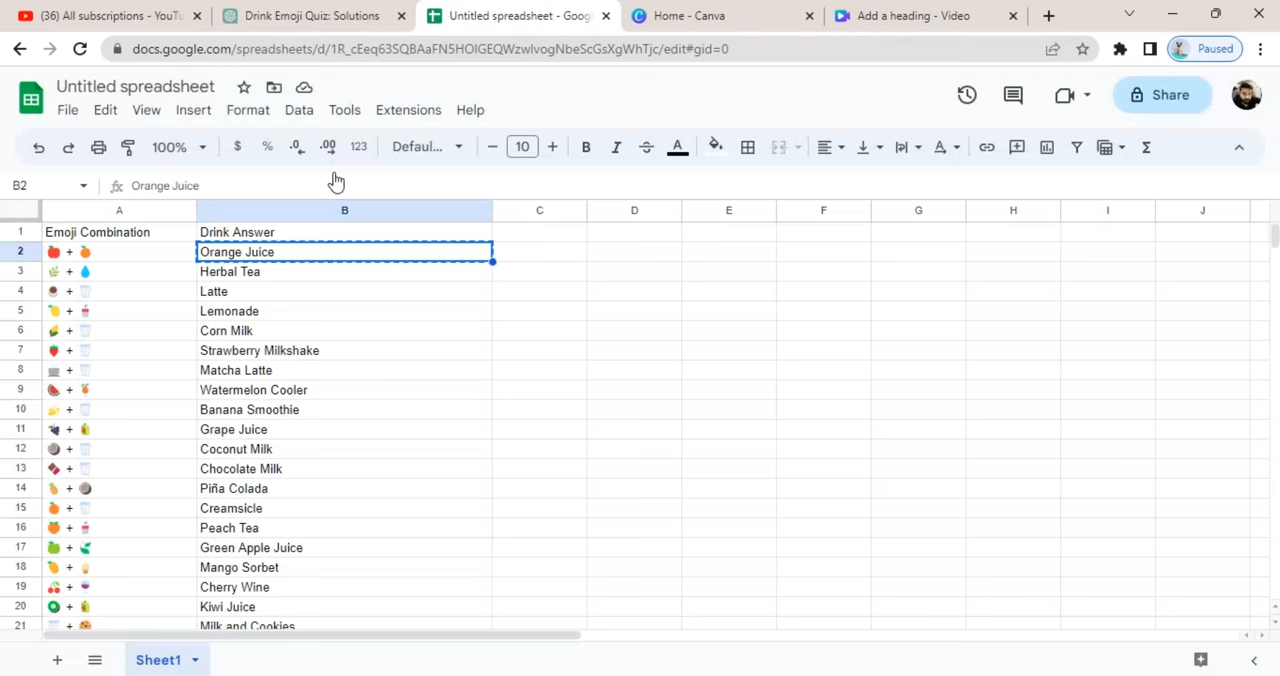 (36) All subscriptions - YouTu
Drink Emoji Quiz: Solutions
Untitled spreadsheet - Goog
Home - Canva
Add a heading - Video
docs.google.com/spreadsheets/d/1R_cEeq63SQBAaFN5HOIGEQWzwlvogNbeScGsXgWhTjc/edit#gid=0
Paused
Untitled spreadsheet
File Edit View Insert Format Data Tools Extensions Help
Share
100% $ % .0 .00 123 Defaul... 10 B I A
B2 fx Orange Juice
A B C D E F G H I J
1 Emoji Combination Drink Answer
2 🍎 + 🍊 Orange Juice
3 🌿 + 💧 Herbal Tea
4 ☕ + 🥛 Latte
5 🍋 + 🥤 Lemonade
6 🌽 + 🥛 Corn Milk
7 🍓 + 🥛 Strawberry Milkshake
8 + 🥛 Matcha Latte
9 🍉 + 🍹 Watermelon Cooler
10 🍌 + 🥛 Banana Smoothie
11 🍇 + 🧃 Grape Juice
12 🥥 + 🥛 Coconut Milk
13 🍫 + 🥛 Chocolate Milk
14 🍍 + 🥥 Piña Colada
15 🍊 + 🥛 Creamsicle
16 🍑 + 🥤 Peach Tea
17 🍏 + 🍃 Green Apple Juice
18 🥭 + 🍦 Mango Sorbet
19 🍒 + 🍷 Cherry Wine
20 🥝 + 🧃 Kiwi Juice
21 🥛 + 🍪 Milk and Cookies
Sheet1